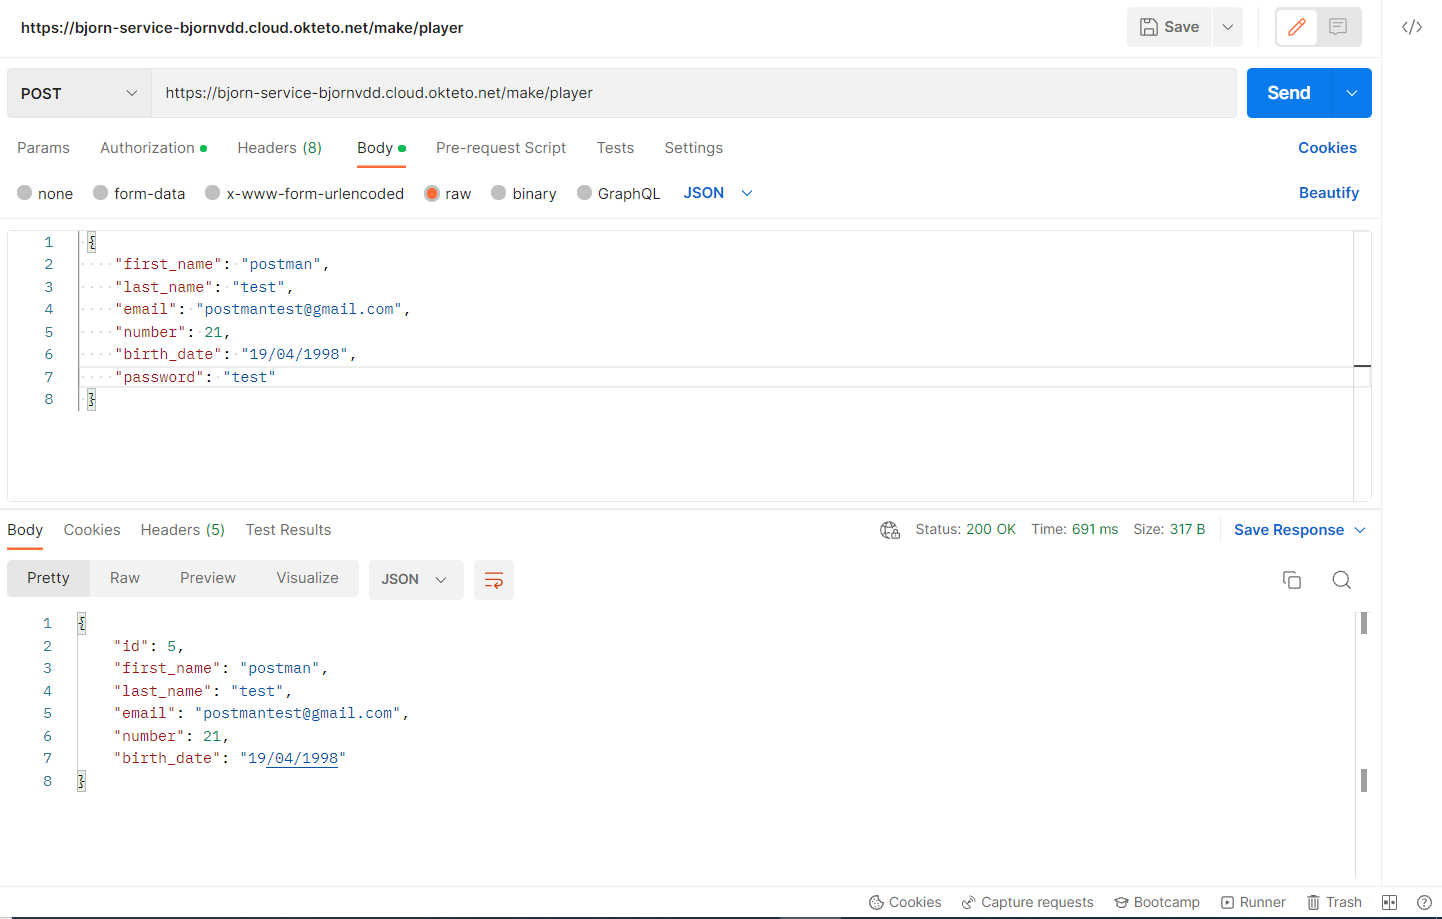 https://bjorn-service-bjornvdd.cloud.okteto.net/make/player
Save
</>
POST
https://bjorn-service-bjornvdd.cloud.okteto.net/make/player
Send
Params Authorization Headers (8) Body Pre-request Script Tests Settings Cookies
none form-data x-www-form-urlencoded raw binary GraphQL JSON Beautify
1 {
2 "first_name": "postman",
3 "last_name": "test",
4 "email": "postmantest@gmail.com",
5 "number": 21,
6 "birth_date": "19/04/1998",
7 "password": "test"
8 }
Body Cookies Headers (5) Test Results Status: 200 OK Time: 691 ms Size: 317 B Save Response
Pretty Raw Preview Visualize JSON
1 {
2 "id": 5,
3 "first_name": "postman",
4 "last_name": "test",
5 "email": "postmantest@gmail.com",
6 "number": 21,
7 "birth_date": "19/04/1998"
8 }
Cookies Capture requests Bootcamp Runner Trash